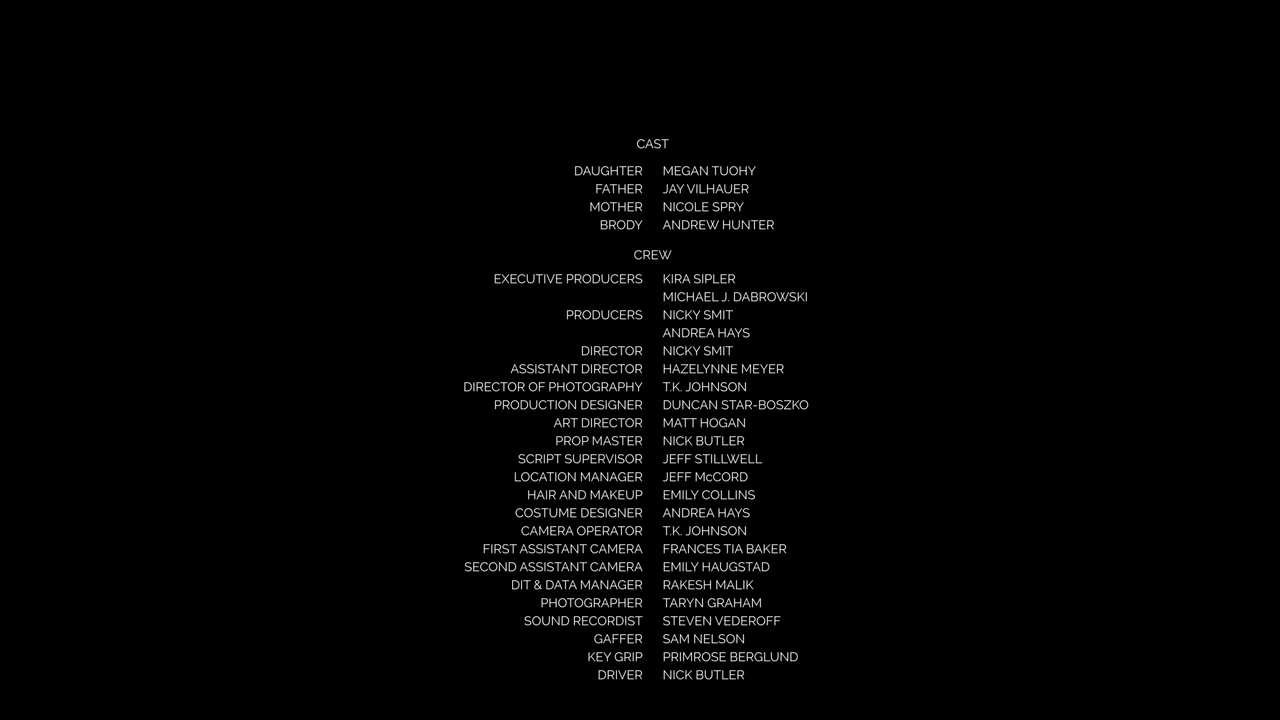 CAST
DAUGHTER MEGAN TUOHY
FATHER JAY VILHAUER
MOTHER NICOLE SPRY
BRODY ANDREW HUNTER
CREW
EXECUTIVE PRODUCERS KIRA SIPLER
MICHAEL J. DABROWSKI
PRODUCERS NICKY SMIT
ANDREA HAYS
DIRECTOR NICKY SMIT
ASSISTANT DIRECTOR HAZELYNNE MEYER
DIRECTOR OF PHOTOGRAPHY T.K. JOHNSON
PRODUCTION DESIGNER DUNCAN STAR-BOSZKO
ART DIRECTOR MATT HOGAN
PROP MASTER NICK BUTLER
SCRIPT SUPERVISOR JEFF STILLWELL
LOCATION MANAGER JEFF McCORD
HAIR AND MAKEUP EMILY COLLINS
COSTUME DESIGNER ANDREA HAYS
CAMERA OPERATOR T.K. JOHNSON
FIRST ASSISTANT CAMERA FRANCES TIA BAKER
SECOND ASSISTANT CAMERA EMILY HAUGSTAD
DIT & DATA MANAGER RAKESH MALIK
PHOTOGRAPHER TARYN GRAHAM
SOUND RECORDIST STEVEN VEDEROFF
GAFFER SAM NELSON
KEY GRIP PRIMROSE BERGLUND
DRIVER NICK BUTLER